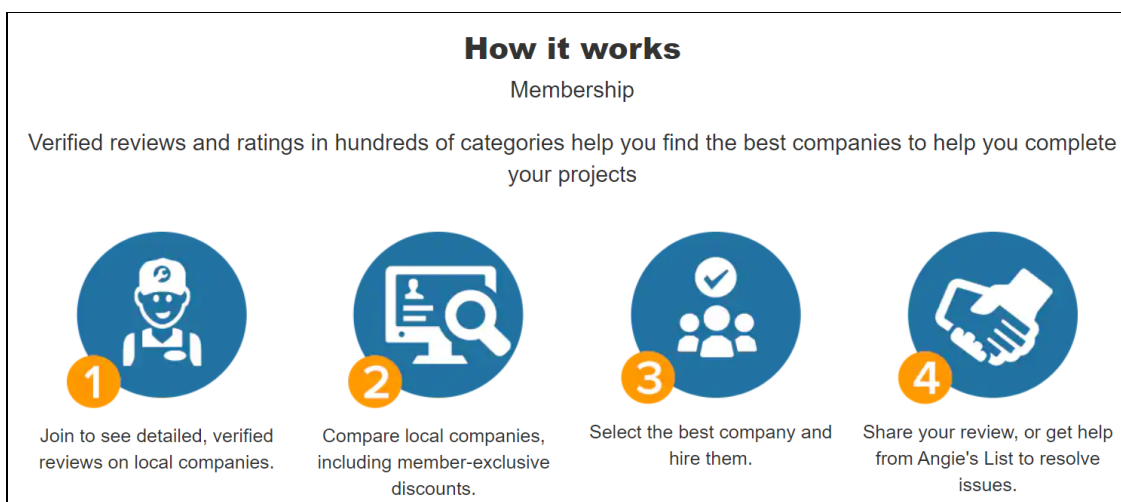 How it works
Membership
Verified reviews and ratings in hundreds of categories help you find the best companies to help you complete
your projects
1
Join to see detailed, verified
reviews on local companies.
2
Compare local companies,
including member-exclusive
discounts.
3
Select the best company and
hire them.
4
Share your review, or get help
from Angie's List to resolve
issues.